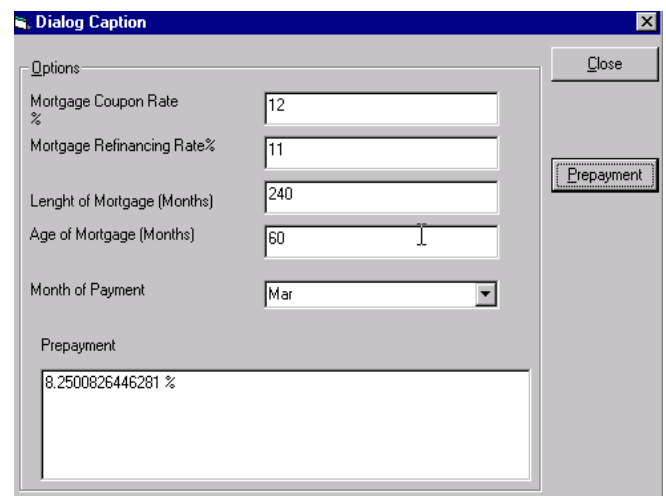 Dialog Caption
Options
Close
Mortgage Coupon Rate
%
12
Mortgage Refinancing Rate%
11
Prepayment
Lenght of Mortgage (Months)
240
Age of Mortgage (Months)
60
Month of Payment
Mar
Prepayment
8.2500826446281 %